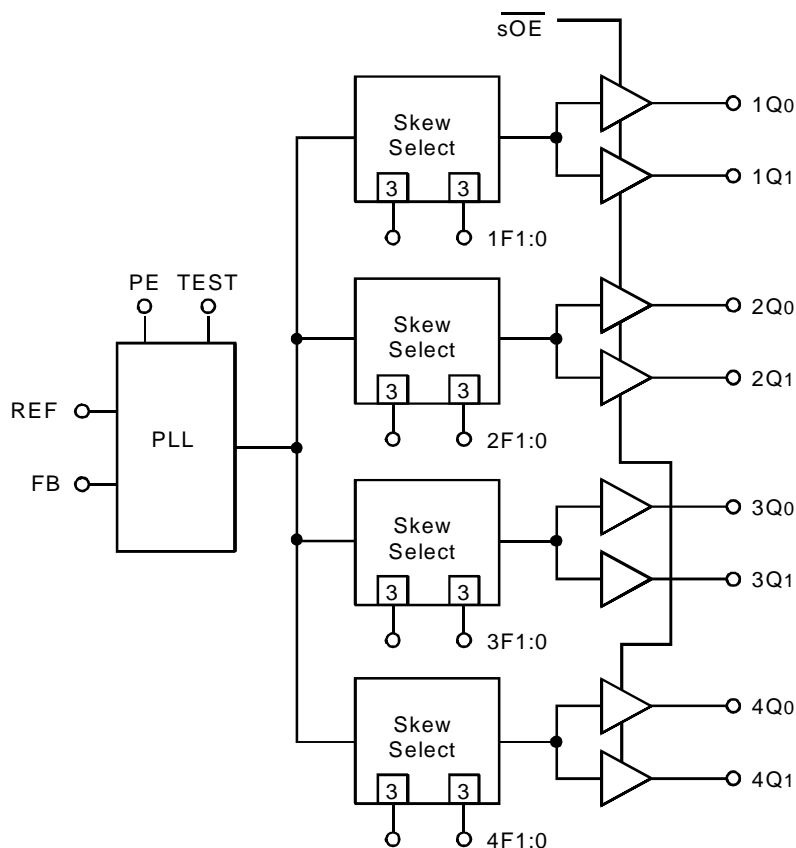 sOE
1Q0
Skew
Select
1Q1
3 3
1F1:0
PE TEST
2Q0
Skew
Select
2Q1
3 3
REF
2F1:0
PLL
FB
3Q0
Skew
Select
3Q1
3 3
3F1:0
4Q0
Skew
Select
4Q1
3 3
4F1:0